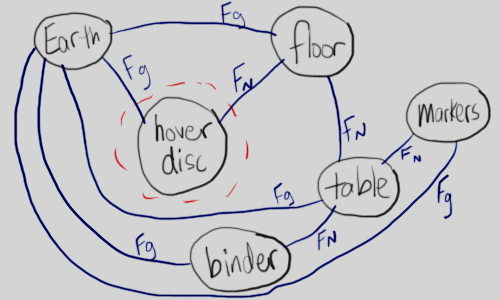 Fg
Earth
floor
Fg
FN
hover
disc
Markers
FN
FN
Fg
table
Fg
Fg
FN
binder